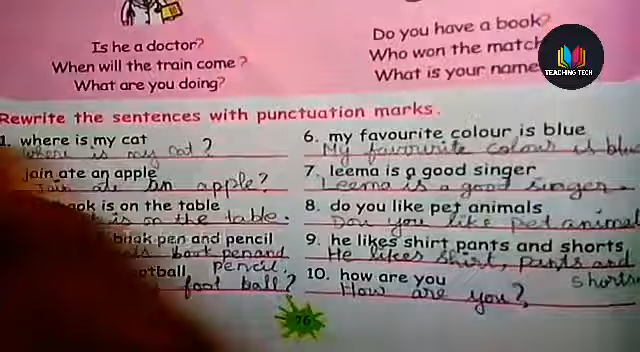 Is he a doctor?
When will the train come ?
What are you doing?
Do you have a book?
Who won the match
What is your name
TEACHING TECH
Rewrite the sentences with punctuation marks.
1. where is my cat
Where is my cat ?
jain ate an apple
Jain ate an apple?
is on the table
is on the table.
book pen and pencil
book pen and
pencil.
football
foot ball?
6. my favourite colour is blue
My favourite colour is blue
7. leema is a good singer
Leema is a good singer.
8. do you like pet animals
Do you like pet animal
9. he likes shirt pants and shorts
He likes shirt, pants and
shorts
10. how are you
How are you?
76